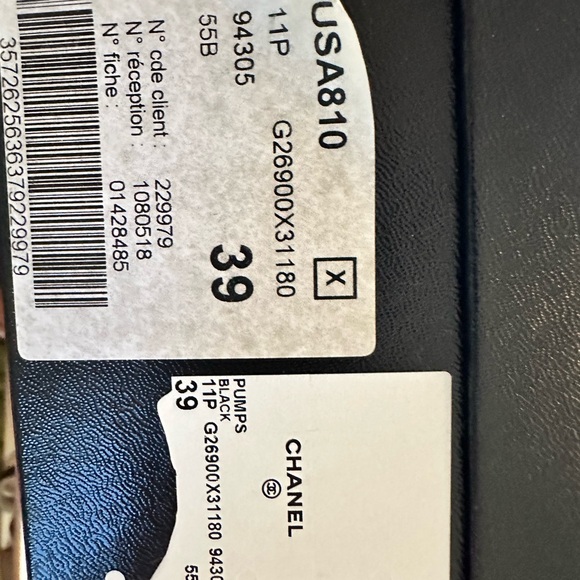 USA810
11P G26900X31180
94305
55B 39
X
N° cde client : 229979
N° réception : 1080518
N° fiche : 01428485
3572625636379229979
CHANEL
PUMPS
BLACK
11P G26900X31180
39